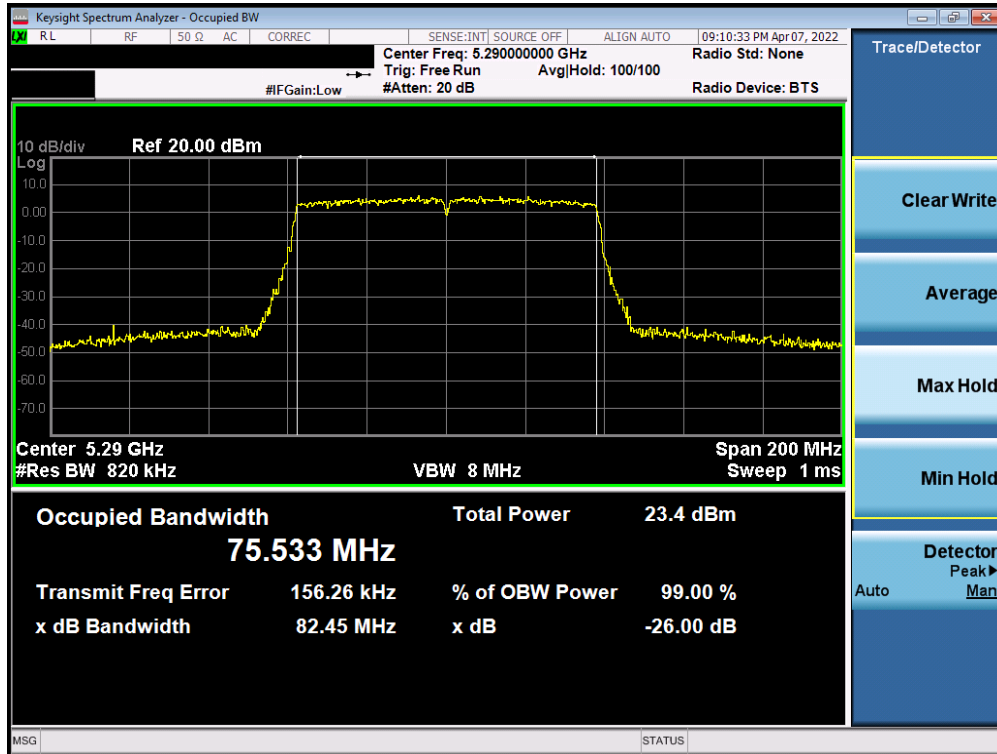 Keysight Spectrum Analyzer - Occupied BW
LXI RL RF 50 Ω AC CORREC SENSE:INT SOURCE OFF ALIGN AUTO 09:10:33 PM Apr 07, 2022
Center Freq: 5.290000000 GHz Radio Std: None
Trig: Free Run Avg|Hold: 100/100
#IFGain:Low #Atten: 20 dB Radio Device: BTS
Trace/Detector
10 dB/div Ref 20.00 dBm
Log
10.0
0.00
-10.0
-20.0
-30.0
-40.0
-50.0
-60.0
-70.0
Center 5.29 GHz Span 200 MHz
#Res BW 820 kHz VBW 8 MHz Sweep 1 ms
Occupied Bandwidth Total Power 23.4 dBm
75.533 MHz
Transmit Freq Error 156.26 kHz % of OBW Power 99.00 %
x dB Bandwidth 82.45 MHz x dB -26.00 dB
Clear Write
Average
Max Hold
Min Hold
Detector
Peak
Auto Man
MSG STATUS